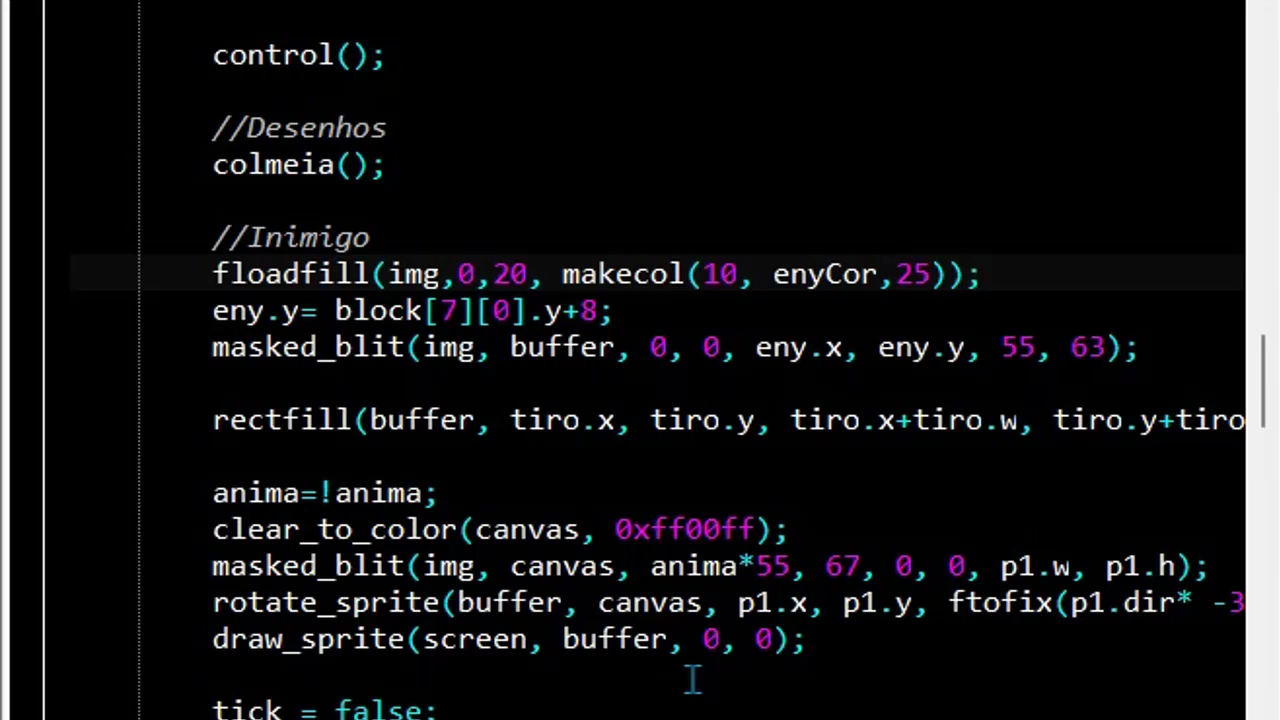 control();
//Desenhos
colmeia();
//Inimigo
floadfill(img,0,20, makecol(10, enyCor,25));
eny.y= block[7][0].y+8;
masked_blit(img, buffer, 0, 0, eny.x, eny.y, 55, 63);
rectfill(buffer, tiro.x, tiro.y, tiro.x+tiro.w, tiro.y+tiro
anima=!anima;
clear_to_color(canvas, 0xff00ff);
masked_blit(img, canvas, anima*55, 67, 0, 0, p1.w, p1.h);
rotate_sprite(buffer, canvas, p1.x, p1.y, ftofix(p1.dir* -3
draw_sprite(screen, buffer, 0, 0);
tick = false;